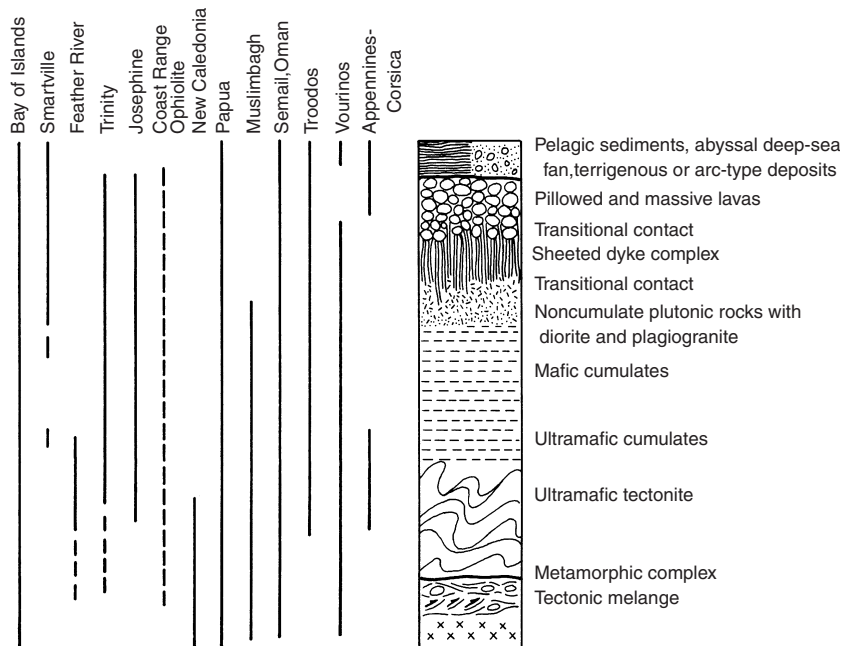 Bay of Islands
Smartville
Feather River
Trinity
Josephine
Coast Range
Ophiolite
New Caledonia
Papua
Muslimbagh
Semail,Oman
Troodos
Vourinos
Appennines-
Corsica
Pelagic sediments, abyssal deep-sea
fan,terrigenous or arc-type deposits
Pillowed and massive lavas
Transitional contact
Sheeted dyke complex
Transitional contact
Noncumulate plutonic rocks with
diorite and plagiogranite
Mafic cumulates
Ultramafic cumulates
Ultramafic tectonite
Metamorphic complex
Tectonic melange